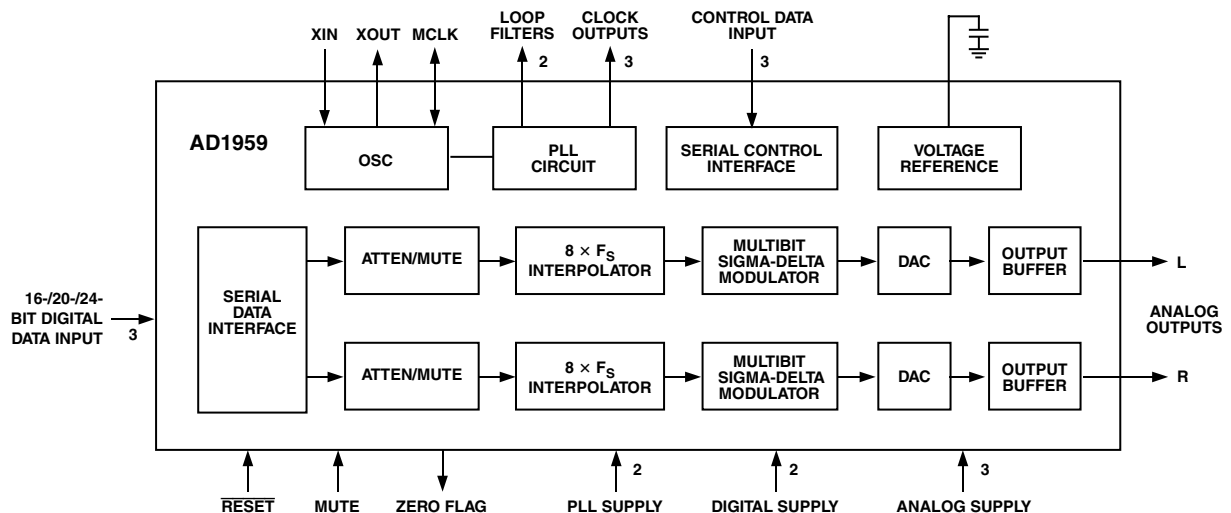 XIN
XOUT
MCLK
LOOP
FILTERS
2
CLOCK
OUTPUTS
3
CONTROL DATA
INPUT
3
AD1959
OSC
PLL
CIRCUIT
SERIAL CONTROL
INTERFACE
VOLTAGE
REFERENCE
16-/20-/24-
BIT DIGITAL
DATA INPUT
3
SERIAL
DATA
INTERFACE
ATTEN/MUTE
8 × FS
INTERPOLATOR
MULTIBIT
SIGMA-DELTA
MODULATOR
DAC
OUTPUT
BUFFER
L
ANALOG
OUTPUTS
ATTEN/MUTE
8 × FS
INTERPOLATOR
MULTIBIT
SIGMA-DELTA
MODULATOR
DAC
OUTPUT
BUFFER
R
RESET
MUTE
ZERO FLAG
2
PLL SUPPLY
2
DIGITAL SUPPLY
3
ANALOG SUPPLY